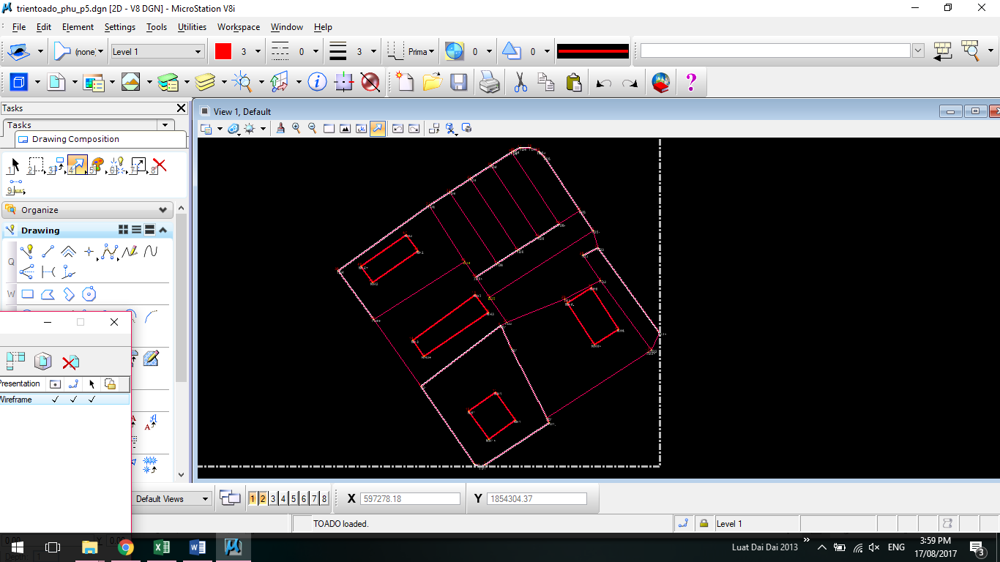 trientoado_phu_p5.dgn [2D - V8 DGN] - MicroStation V8i
File Edit Element Settings Tools Utilities Workspace Window Help
(none) Level 1 3 0 3 Prima 0 0
Tasks
View 1, Default
Tasks
Drawing Composition
1 2 3 4 5 6 7 8
9
Organize
Drawing
Q
W
Presentation
Wireframe
Default Views 1 2 3 4 5 6 7 8 X 597278.18 Y 1854304.37
TOADO loaded. Level 1
Luat Dai Dai 2013 ENG 3:59 PM
17/08/2017 3